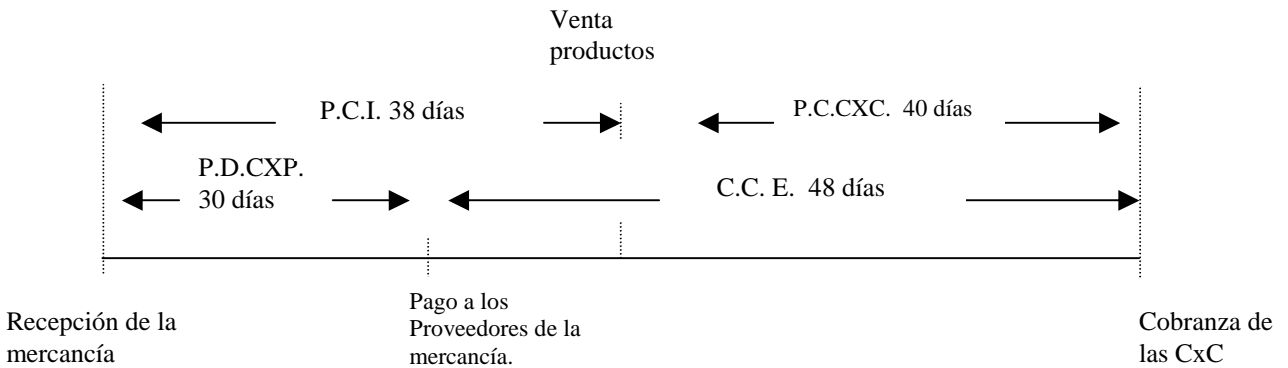 Venta
productos
P.C.I. 38 días
P.C.CXC. 40 días
P.D.CXP.
30 días
C.C. E. 48 días
Recepción de la
mercancía
Pago a los
Proveedores de la
mercancía.
Cobranza de
las CxC